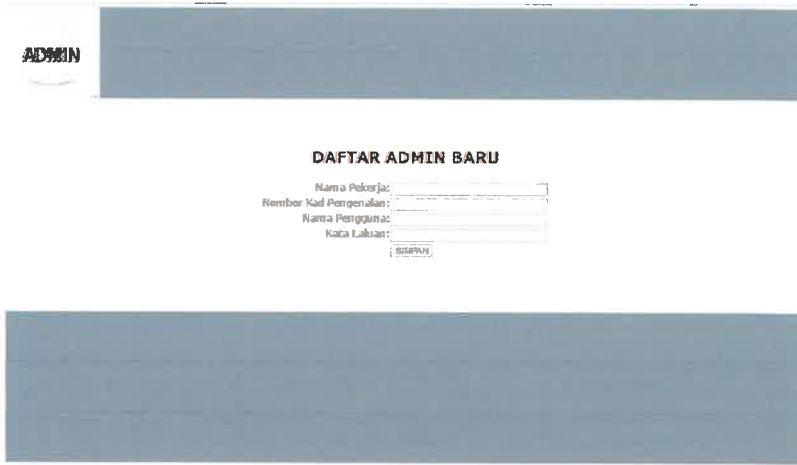 ADMIN
DAFTAR ADMIN BARU
Nama Pekerja:
Nombor Kad Pengenalan:
Nama Pengguna:
Kata Laluan:
SIMPAN